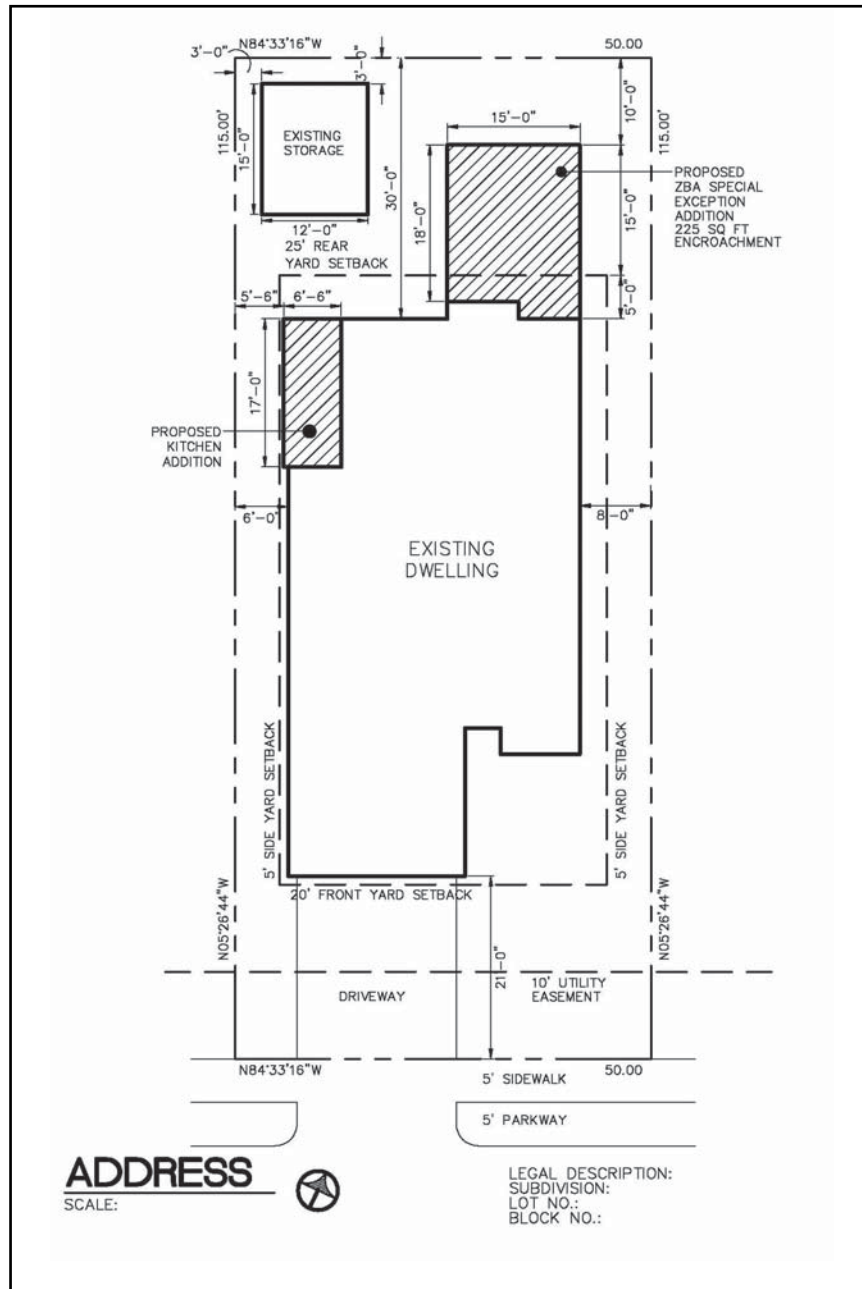 N84°33'16"W
50.00
3'-0"
3'-0"
115.00'
15'-0"
EXISTING
STORAGE
12'-0"
25' REAR
YARD SETBACK
30'-0"
15'-0"
18'-0"
10'-0"
115.00'
15'-0"
5'-0"
PROPOSED
ZBA SPECIAL
EXCEPTION
ADDITION
225 SQ FT
ENCROACHMENT
5'-6"
6'-6"
17'-0"
PROPOSED
KITCHEN
ADDITION
6'-0"
8'-0"
EXISTING
DWELLING
5' SIDE YARD SETBACK
5' SIDE YARD SETBACK
20' FRONT YARD SETBACK
N05°26'44"W
N05°26'44"W
21'-0"
DRIVEWAY
10' UTILITY
EASEMENT
N84°33'16"W
50.00
5' SIDEWALK
5' PARKWAY
ADDRESS
SCALE:
LEGAL DESCRIPTION:
SUBDIVISION:
LOT NO.:
BLOCK NO.: